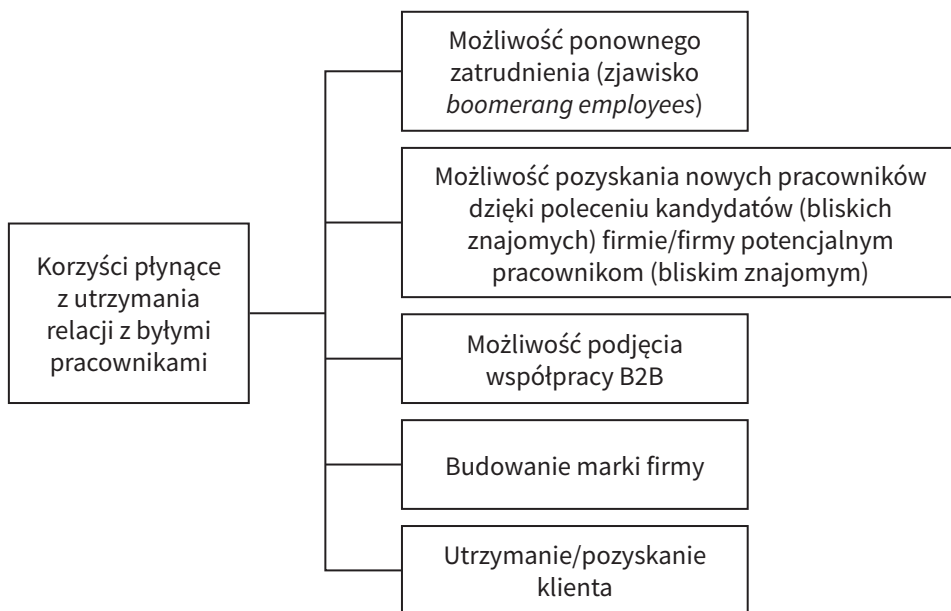 Możliwość ponownego
zatrudnienia (zjawisko
boomerang employees)
Możliwość pozyskania nowych pracowników
dzięki poleceniu kandydatów (bliskich
znajomych) firmie/firmy potencjalnym
pracownikom (bliskim znajomym)
Korzyści płynące
z utrzymania
relacji z byłymi
pracownikami
Możliwość podjęcia
współpracy B2B
Budowanie marki firmy
Utrzymanie/pozyskanie
klienta